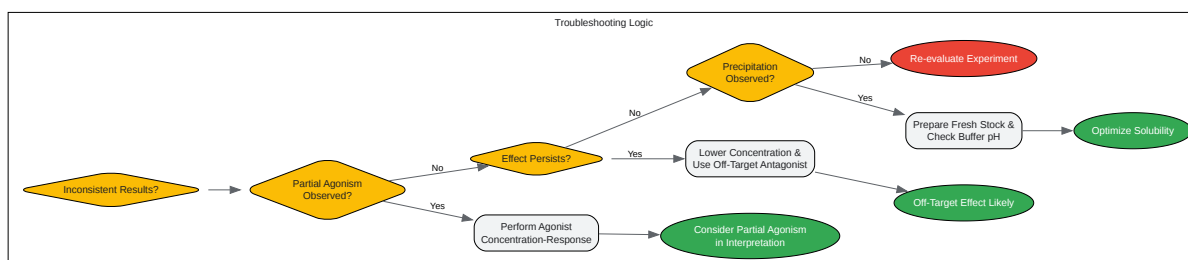 Troubleshooting Logic
Inconsistent Results?
Partial Agonism
Observed?
No
Yes
Effect Persists?
Perform Agonist
Concentration-Response
No
Yes
Precipitation
Observed?
Lower Concentration &
Use Off-Target Antagonist
Consider Partial Agonism
in Interpretation
No
Yes
Re-evaluate Experiment
Prepare Fresh Stock &
Check Buffer pH
Off-Target Effect Likely
Optimize Solubility